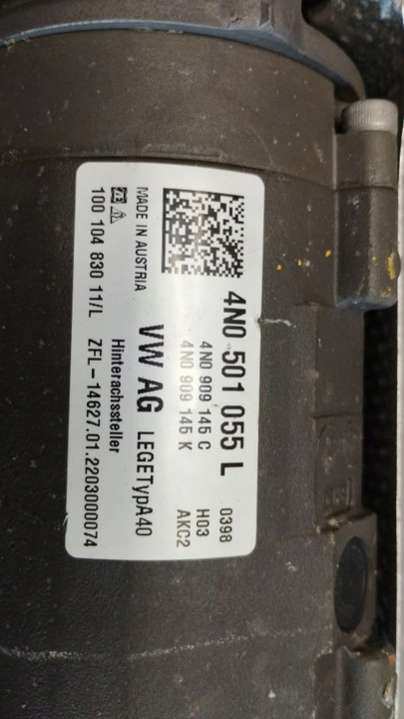 4N0 501 055 L 0398
4N0 909 145 C H03
4N0 909 145 K AKC2
VW AG LEGETypA40
MADE IN AUSTRIA
Hinterachssteller
100 104 830 11/L ZFL-14627.01.2203000074